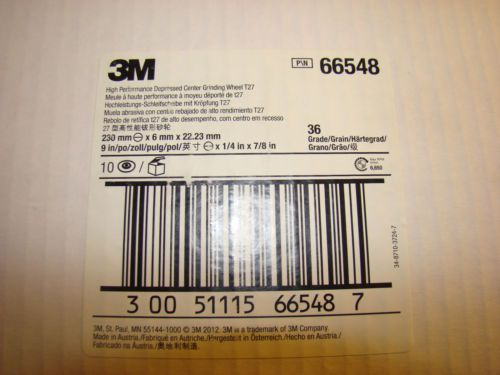 3M
P\N 66548
High Performance Depressed Center Grinding Wheel T27
Meule à haute performance à moyeu déporté de t27
Hochleistungs-Schleifscheibe mit Kröpfung T27
Muela abrasiva con centro rebajado de alto rendimiento T27
Rebolo de retífica t27 de alto desempenho, com centro em recesso
27 型高性能钹形砂轮
230 mm x 6 mm x 22.23 mm
9 in/po/zoll/pulg/pol/英寸 x 1/4 in x 7/8 in
36
Grade/Grain/Härtegrad/
Grano/Grão/级
10 /
6,650
34-8710-3724-7
3 00 51115 66548 7
3M, St. Paul, MN 55144-1000 © 3M 2012. 3M is a trademark of 3M Company.
Made in Austria./Fabriqué en Autriche./Hergestellt in Österreich./Hecho en Austria./
Fabricado na Áustria./奥地利制造.